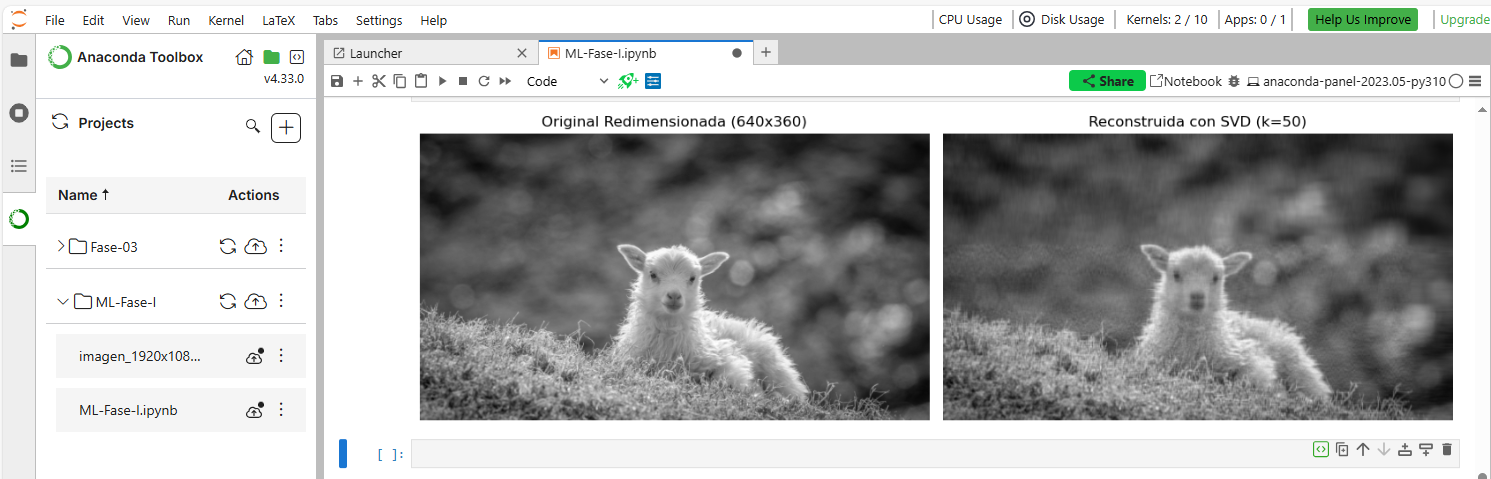 File Edit View Run Kernel LaTeX Tabs Settings Help
CPU Usage Disk Usage Kernels: 2 / 10 Apps: 0 / 1 Help Us Improve Upgrade
Anaconda Toolbox
v4.33.0
Projects
Name Actions
Fase-03
ML-Fase-I
imagen_1920x108...
ML-Fase-I.ipynb
Launcher
ML-Fase-I.ipynb
Code
Share Notebook anaconda-panel-2023.05-py310
Original Redimensionada (640x360)
Reconstruida con SVD (k=50)
[ ]: